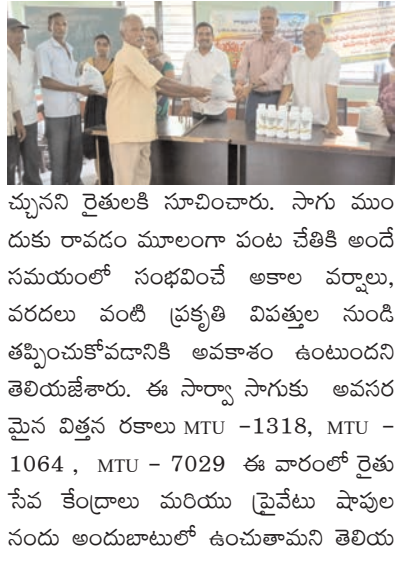 చ్చునని రైతులకి సూచించారు. సాగు ముం
దుకు రావడం మూలంగా పంట చేతికి అందే
సమయంలో సంభవించే అకాల వర్షాలు,
వరదలు వంటి ప్రకృతి విపత్తుల నుండి
తప్పించుకోవడానికి అవకాశం ఉంటుందని
తెలియజేశారు. ఈ సార్వా సాగుకు అవసర
మైన విత్తన రకాలు MTU -1318, MTU -
1064 , MTU - 7029 ఈ వారంలో రైతు
సేవ కేంద్రాలు మరియు ప్రైవేటు షాపుల
నందు అందుబాటులో ఉంచుతామని తెలియ